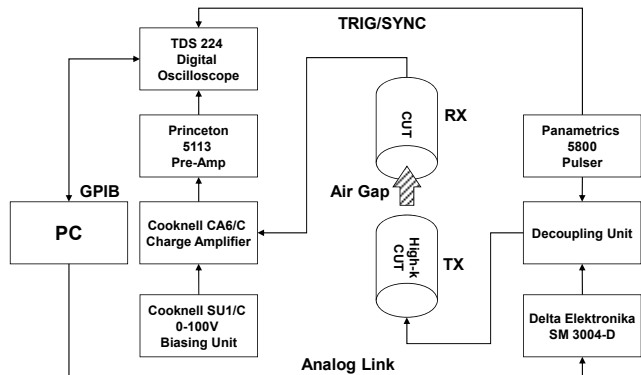 TRIG/SYNC
TDS 224
Digital
Oscilloscope
RX
CUT
Princeton
5113
Pre-Amp
Panametrics
5800
Pulser
GPIB
Air Gap
PC
Cooknell CA6/C
Charge Amplifier
High-k
CUT
TX
Decoupling Unit
Cooknell SU1/C
0-100V
Biasing Unit
Delta Elektronika
SM 3004-D
Analog Link